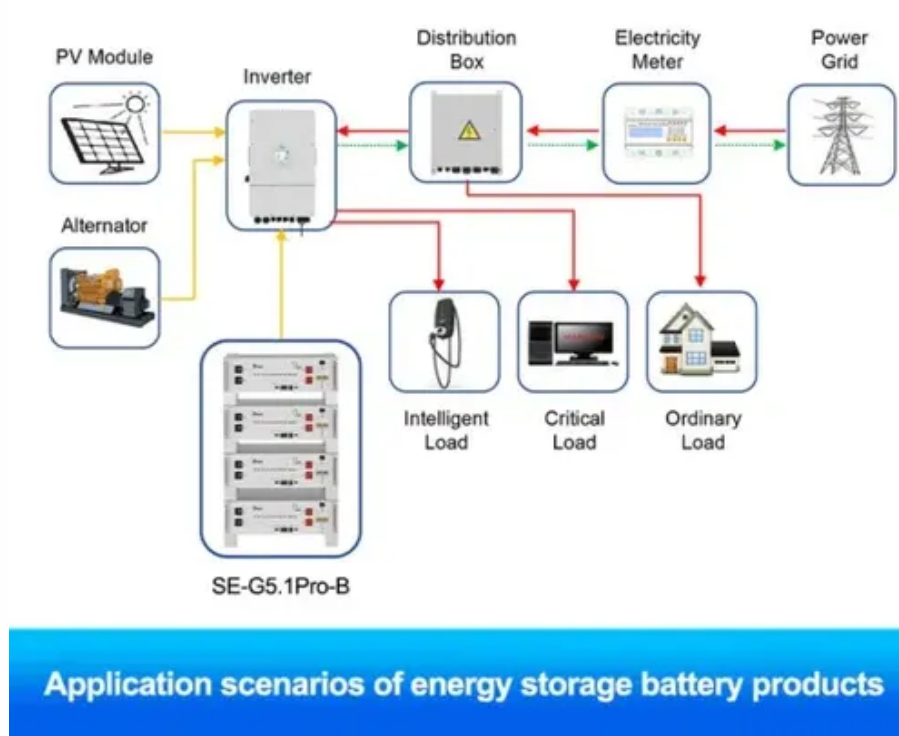 PV Module
Inverter
Distribution
Box
Electricity
Meter
Power
Grid
Alternator
Intelligent
Load
Critical
Load
Ordinary
Load
SE-G5.1Pro-B
Application scenarios of energy storage battery products